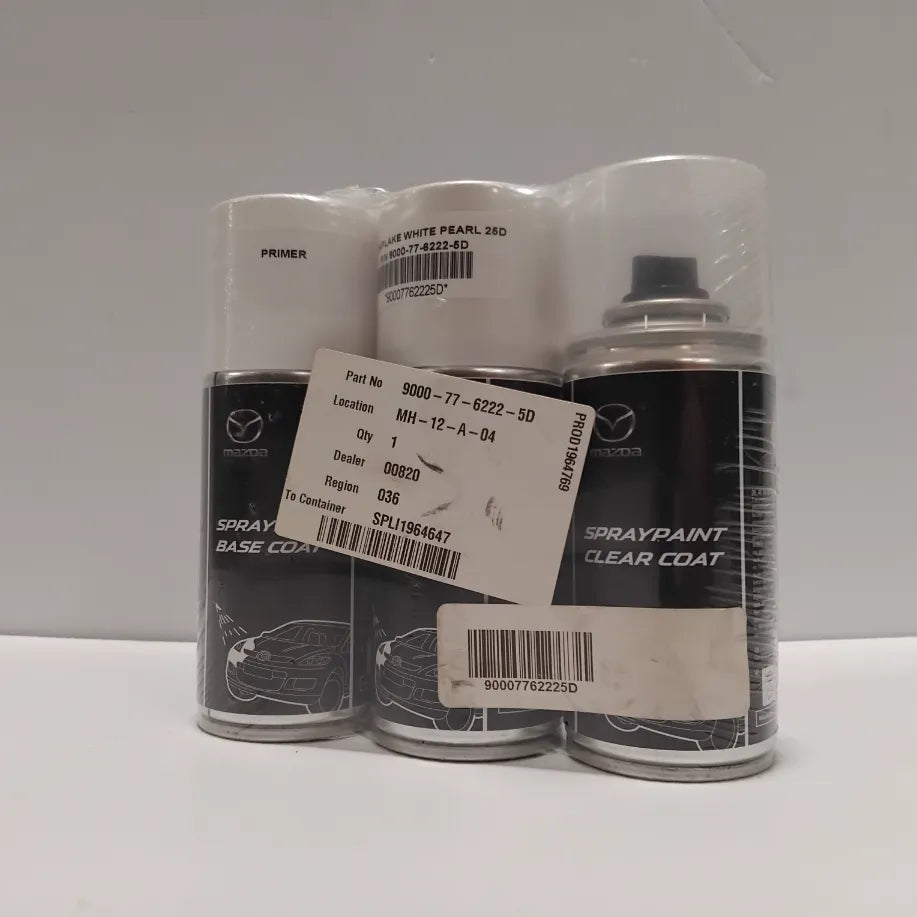 PRIMER
WHITE PEARL 25D
9000-77-6222-5D
*90007762225D*
mazda
SPRAY
BASE COAT
Part No 9000-77-6222-5D
Location MH-12-A-04
Qty 1
Dealer 00820
Region 036
To Container SPLI1964647
PROD1964769
mazda
SPRAYPAINT
CLEAR COAT
90007762225D